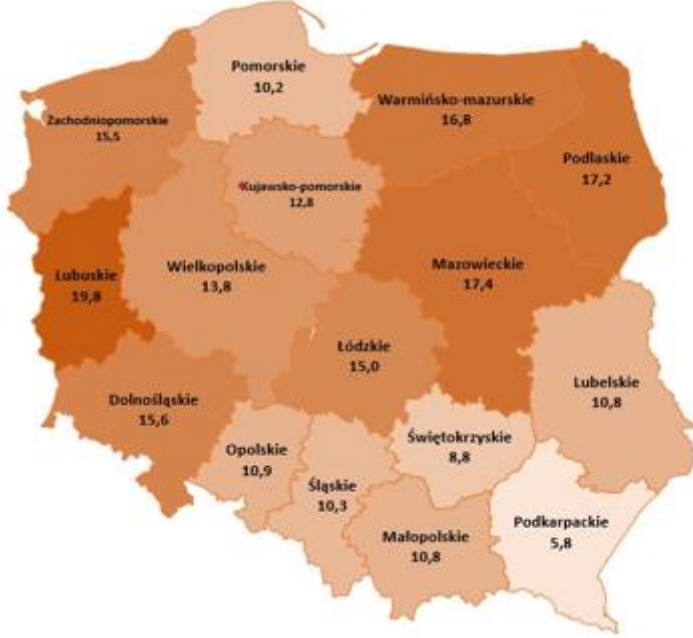 Pomorskie
10,2
Warmińsko-mazurskie
16,8
Zachodniopomorskie
15,5
Podlaskie
17,2
Kujawsko-pomorskie
12,8
Lubuskie
19,8
Wielkopolskie
13,8
Mazowieckie
17,4
Łódzkie
15,0
Lubelskie
10,8
Dolnośląskie
15,6
Świętokrzyskie
8,8
Opolskie
10,9
Śląskie
10,3
Podkarpackie
5,8
Małopolskie
10,8